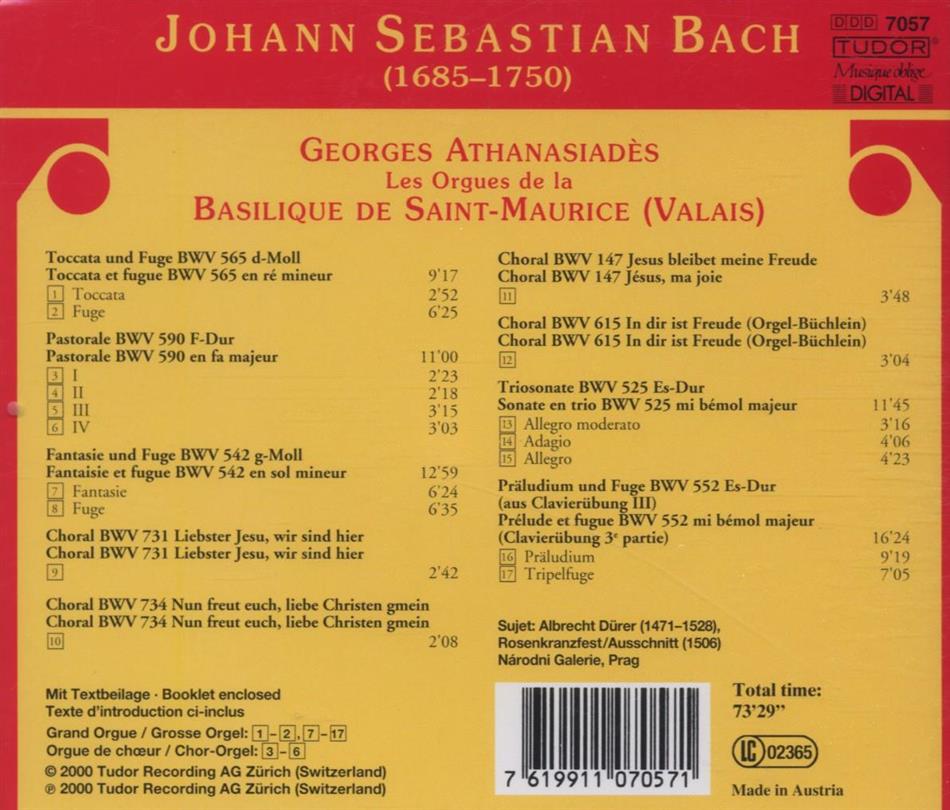 JOHANN SEBASTIAN BACH
(1685–1750)
DDD 7057
TUDOR®
Musique oblige
DIGITAL
GEORGES ATHANASIADÈS
Les Orgues de la
BASILIQUE DE SAINT-MAURICE (VALAIS)
Toccata und Fuge BWV 565 d-Moll
Toccata et fugue BWV 565 en ré mineur 9'17
1 Toccata 2'52
2 Fuge 6'25
Pastorale BWV 590 F-Dur
Pastorale BWV 590 en fa majeur 11'00
3 I 2'23
4 II 2'18
5 III 3'15
6 IV 3'03
Fantasie und Fuge BWV 542 g-Moll
Fantaisie et fugue BWV 542 en sol mineur 12'59
7 Fantasie 6'24
8 Fuge 6'35
Choral BWV 731 Liebster Jesu, wir sind hier
Choral BWV 731 Liebster Jesu, wir sind hier
9 2'42
Choral BWV 734 Nun freut euch, liebe Christen gmein
Choral BWV 734 Nun freut euch, liebe Christen gmein
10 2'08
Mit Textbeilage · Booklet enclosed
Texte d'introduction ci-inclus
Grand Orgue / Grosse Orgel: 1–2, 7–17
Orgue de chœur / Chor-Orgel: 3–6
© 2000 Tudor Recording AG Zürich (Switzerland)
℗ 2000 Tudor Recording AG Zürich (Switzerland)
Choral BWV 147 Jesus bleibet meine Freude
Choral BWV 147 Jésus, ma joie
11 3'48
Choral BWV 615 In dir ist Freude (Orgel-Büchlein)
Choral BWV 615 In dir ist Freude (Orgel-Büchlein)
12 3'04
Triosonate BWV 525 Es-Dur
Sonate en trio BWV 525 mi bémol majeur 11'45
13 Allegro moderato 3'16
14 Adagio 4'06
15 Allegro 4'23
Präludium und Fuge BWV 552 Es-Dur
(aus Clavierübung III)
Prélude et fugue BWV 552 mi bémol majeur
(Clavierübung 3e partie) 16'24
16 Präludium 9'19
17 Tripelfuge 7'05
Sujet: Albrecht Dürer (1471–1528),
Rosenkranzfest/Ausschnitt (1506)
Národni Galerie, Prag
7 619911 070571
Total time:
73'29"
LC 02365
Made in Austria